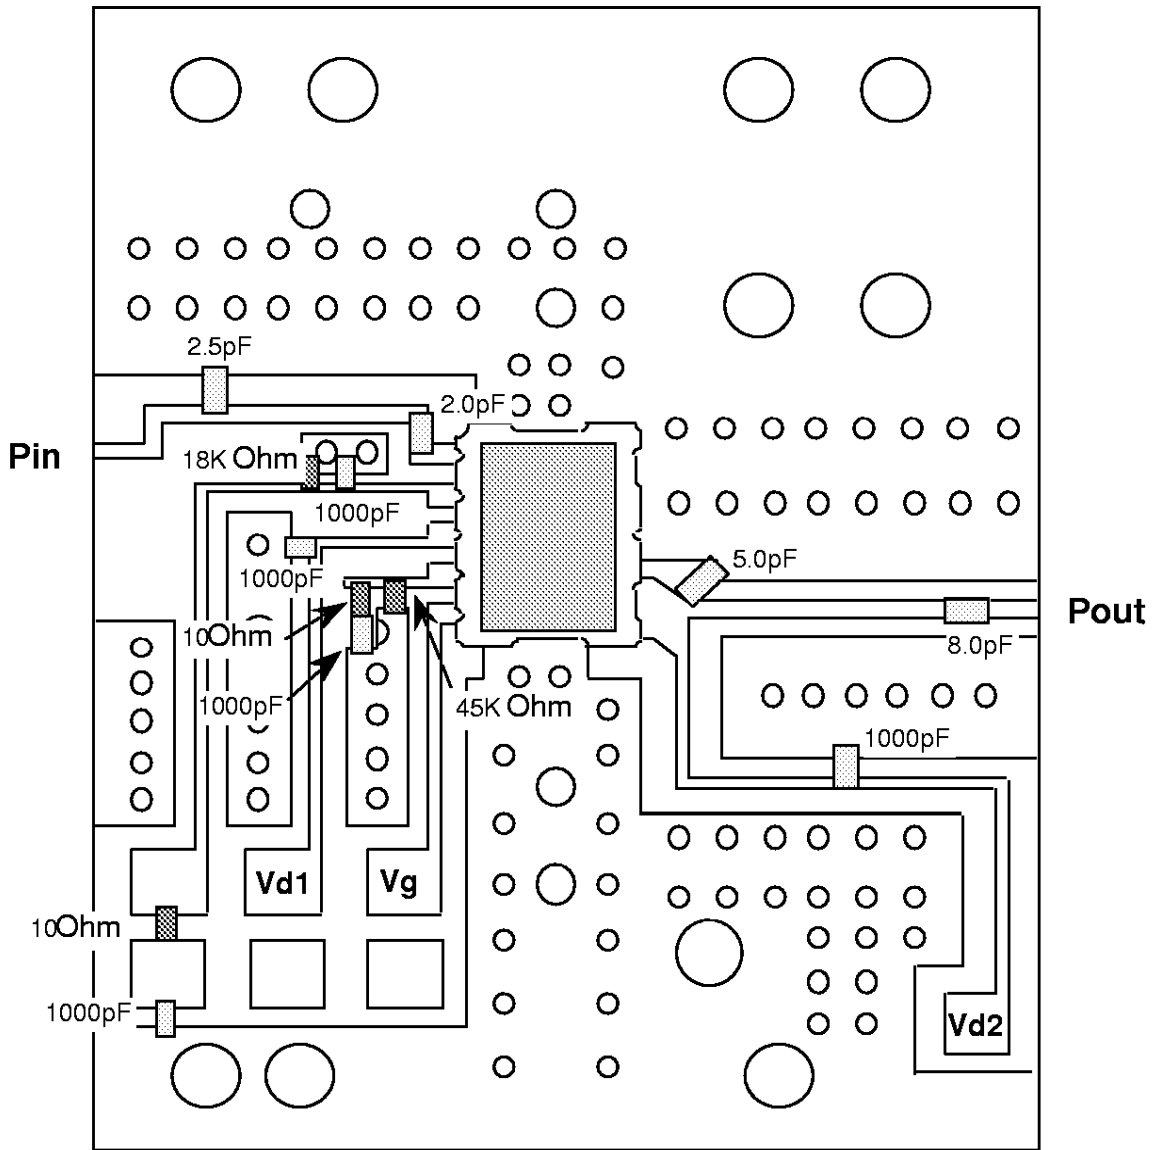 2.5pF
2.0pF
Pin
18K Ohm
1000pF
5.0pF
1000pF
10Ohm
Pout
8.0pF
1000pF
45K Ohm
1000pF
Vd1
Vg
10Ohm
1000pF
Vd2